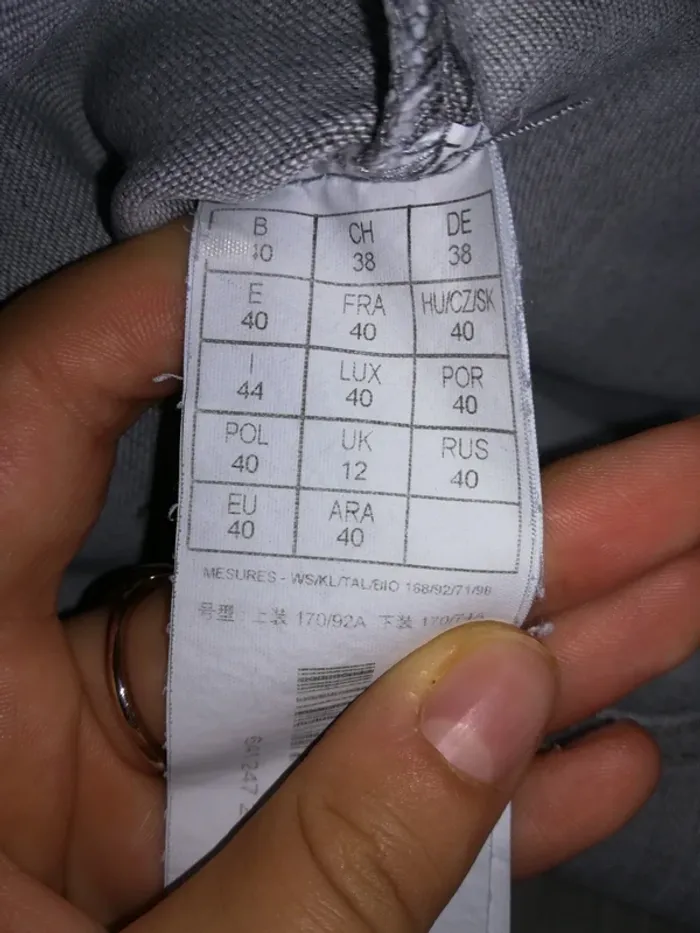 B CH DE
40 38 38
E FRA HU/CZ/SK
40 40 40
I LUX POR
44 40 40
POL UK RUS
40 12 40
EU ARA
40 40
MESURES - WS/KL/TAL/BIO 168/92/71/98
号型: 上装 170/92A 下装
64247